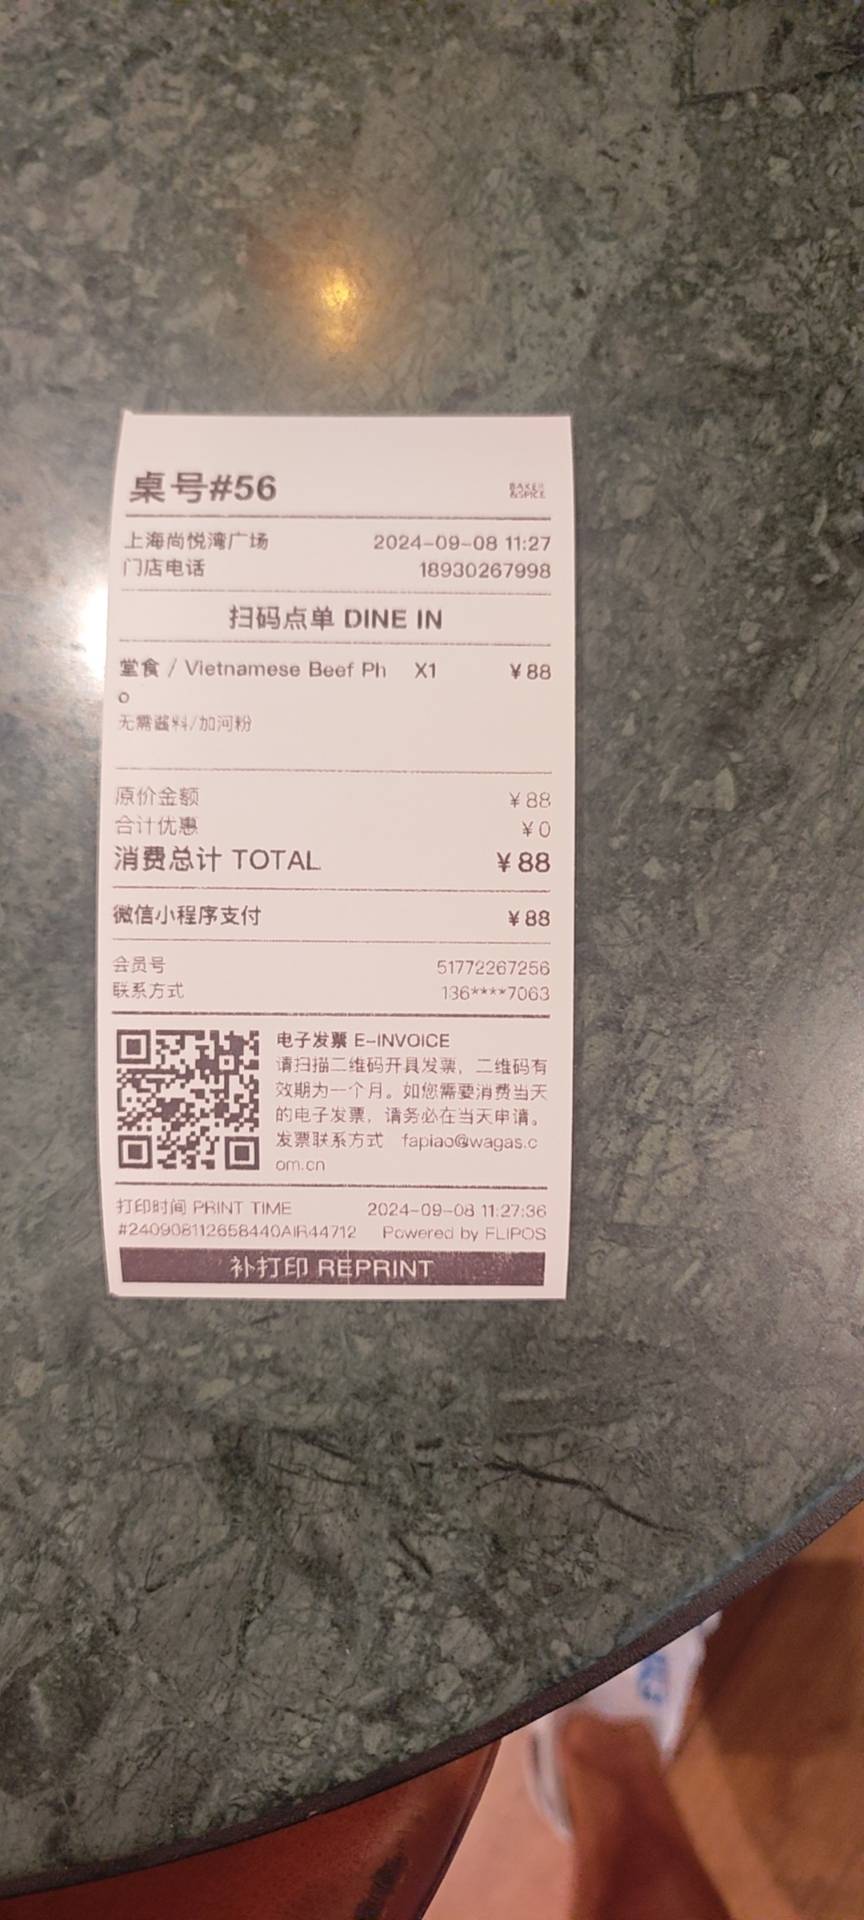 桌号#56
BAKER
&SPICE
上海尚悦湾广场 2024-09-08 11:27
门店电话 18930267998
扫码点单 DINE IN
堂食 / Vietnamese Beef Ph X1 ¥88
o
无需酱料/加河粉
原价金额 ¥88
合计优惠 ¥0
消费总计 TOTAL ¥88
微信小程序支付 ¥88
会员号 51772267256
联系方式 136****7063
电子发票 E-INVOICE
请扫描二维码开具发票，二维码有
效期为一个月。如您需要消费当天
的电子发票，请务必在当天申请。
发票联系方式 fapiao@wagas.c
om.cn
打印时间 PRINT TIME 2024-09-08 11:27:36
#240908112658440AIR44712 Powered by FLIPOS
补打印 REPRINT